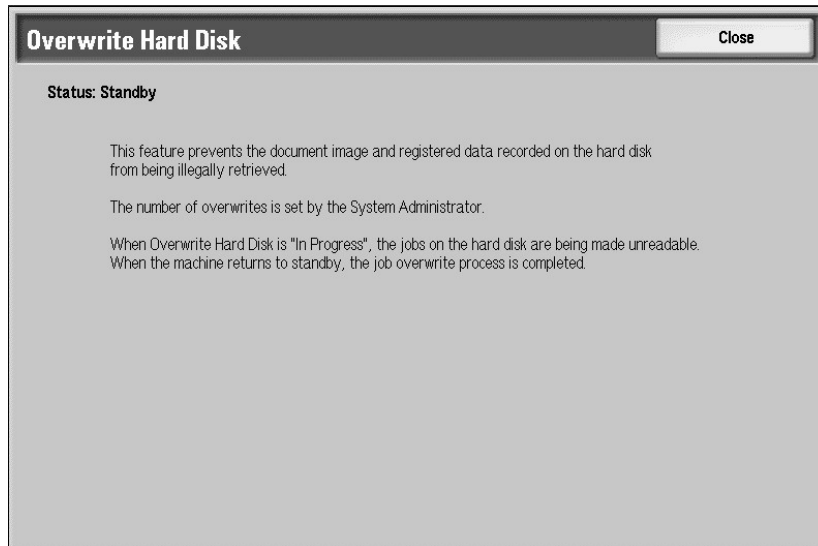 Overwrite Hard Disk
Close
Status: Standby
This feature prevents the document image and registered data recorded on the hard disk
from being illegally retrieved.
The number of overwrites is set by the System Administrator.
When Overwrite Hard Disk is "In Progress", the jobs on the hard disk are being made unreadable.
When the machine returns to standby, the job overwrite process is completed.